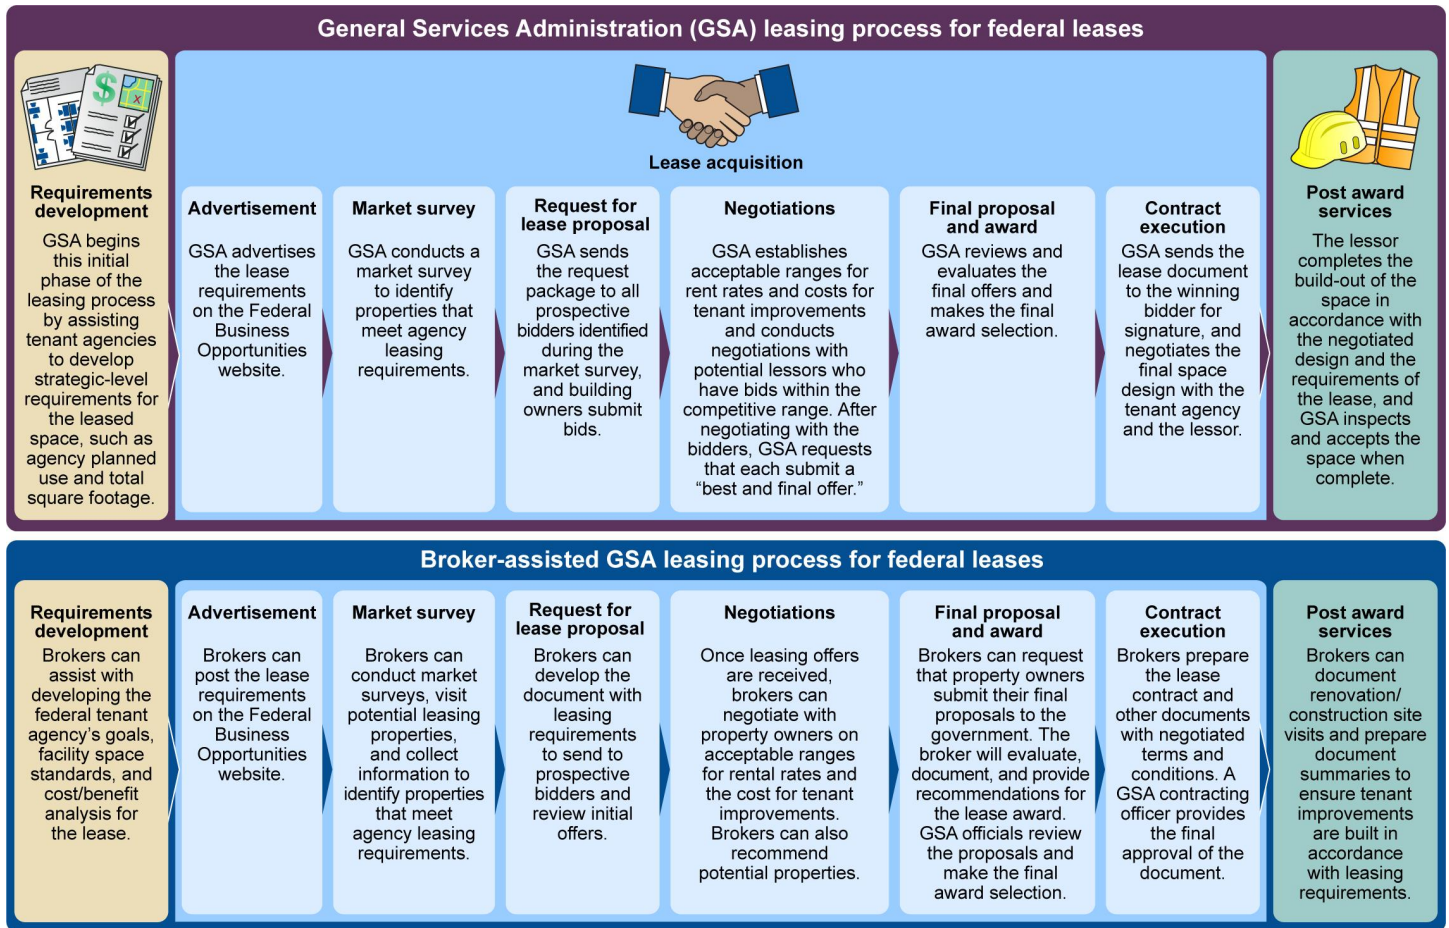 General Services Administration (GSA) leasing process for federal leases
$
X
Requirements
development
GSA begins
this initial
phase of the
leasing process
by assisting
tenant agencies
to develop
strategic-level
requirements for
the leased
space, such as
agency planned
use and total
square footage.
Lease acquisition
Advertisement
GSA advertises
the lease
requirements
on the Federal
Business
Opportunities
website.
Market survey
GSA conducts a
market survey
to identify
properties that
meet agency
leasing
requirements.
Request for
lease proposal
GSA sends
the request
package to all
prospective
bidders identified
during the
market survey,
and building
owners submit
bids.
Negotiations
GSA establishes
acceptable ranges for
rent rates and costs for
tenant improvements
and conducts
negotiations with
potential lessors who
have bids within the
competitive range. After
negotiating with the
bidders, GSA requests
that each submit a
“best and final offer.”
Final proposal
and award
GSA reviews and
evaluates the
final offers and
makes the final
award selection.
Contract
execution
GSA sends the
lease document
to the winning
bidder for
signature, and
negotiates the
final space
design with the
tenant agency
and the lessor.
Post award
services
The lessor
completes the
build-out of the
space in
accordance with
the negotiated
design and the
requirements of
the lease, and
GSA inspects
and accepts the
space when
complete.
Broker-assisted GSA leasing process for federal leases
Requirements
development
Brokers can
assist with
developing the
federal tenant
agency’s goals,
facility space
standards, and
cost/benefit
analysis for
the lease.
Advertisement
Brokers can
post the lease
requirements
on the Federal
Business
Opportunities
website.
Market survey
Brokers can
conduct market
surveys, visit
potential leasing
properties,
and collect
information to
identify properties
that meet
agency leasing
requirements.
Request for
lease proposal
Brokers can
develop the
document with
leasing
requirements
to send to
prospective
bidders and
review initial
offers.
Negotiations
Once leasing offers
are received,
brokers can
negotiate with
property owners on
acceptable ranges
for rental rates and
the cost for tenant
improvements.
Brokers can also
recommend
potential properties.
Final proposal
and award
Brokers can request
that property owners
submit their final
proposals to the
government. The
broker will evaluate,
document, and provide
recommendations for
the lease award.
GSA officials review
the proposals and
make the final
award selection.
Contract
execution
Brokers prepare
the lease
contract and
other documents
with negotiated
terms and
conditions. A
GSA contracting
officer provides
the final
approval of the
document.
Post award
services
Brokers can
document
renovation/
construction site
visits and prepare
document
summaries to
ensure tenant
improvements
are built in
accordance
with leasing
requirements.